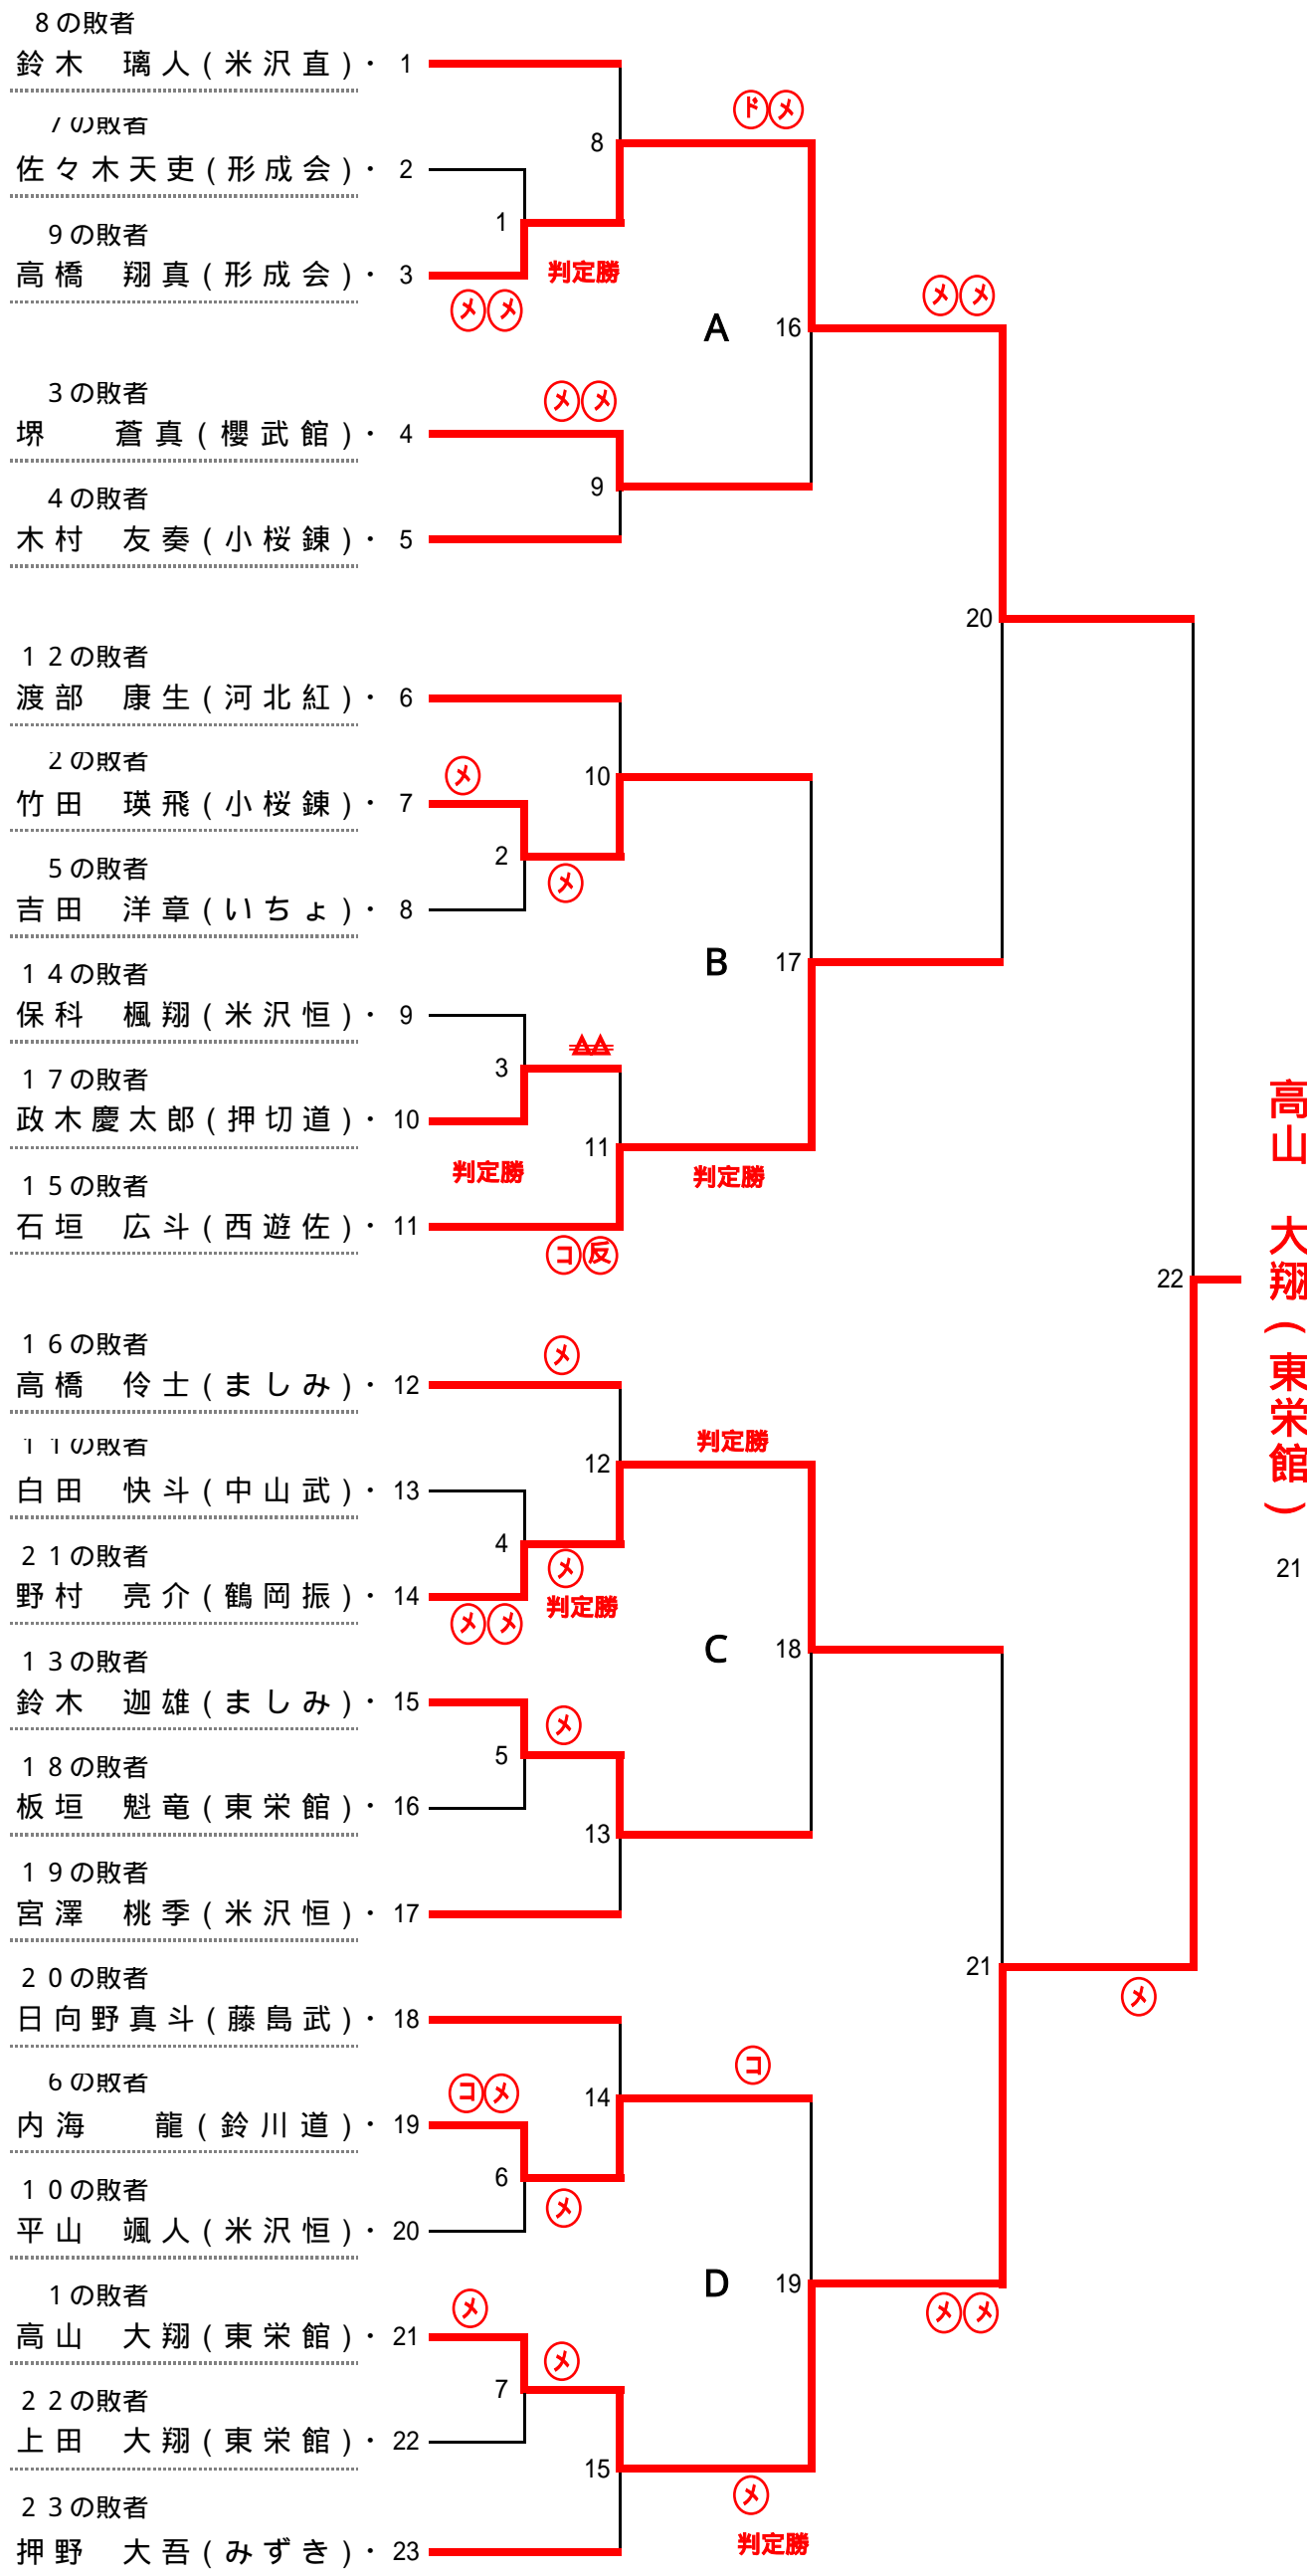 8の敗者
鈴木 璃人(米沢直)・ 1
7の敗者
佐々木天吏(形成会)・ 2
9の敗者
高橋 翔真(形成会)・ 3
3の敗者
堺 蒼真(櫻武館)・ 4
4の敗者
木村 友奏(小桜錬)・ 5
12の敗者
渡部 康生(河北紅)・ 6
2の敗者
竹田 瑛飛(小桜錬)・ 7
5の敗者
吉田 洋章(いちょ)・ 8
14の敗者
保科 楓翔(米沢恒)・ 9
17の敗者
政木慶太郎(押切道)・ 10
15の敗者
石垣 広斗(西遊佐)・ 11
16の敗者
高橋 伶士(ましみ)・ 12
11の敗者
白田 快斗(中山武)・ 13
21の敗者
野村 亮介(鶴岡振)・ 14
13の敗者
鈴木 迦雄(ましみ)・ 15
18の敗者
板垣 魁竜(東栄館)・ 16
19の敗者
宮澤 桃季(米沢恒)・ 17
20の敗者
日向野真斗(藤島武)・ 18
6の敗者
内海 龍(鈴川道)・ 19
10の敗者
平山 颯人(米沢恒)・ 20
1の敗者
高山 大翔(東栄館)・ 21
22の敗者
上田 大翔(東栄館)・ 22
23の敗者
押野 大吾(みずき)・ 23
1
メメ
2
メ
3
判定勝
4
メメ
5
6
コメ
7
メ
8
判定勝
9
メメ
10
メ
11
△△
コ反
12
メ
メ
判定勝
13
メ
14
メ
15
メ
A
16
ドメ
B
17
判定勝
C
18
判定勝
D
19
コ
メ
判定勝
20
メメ
21
メメ
22
メ
高山 大翔(東栄館)
21